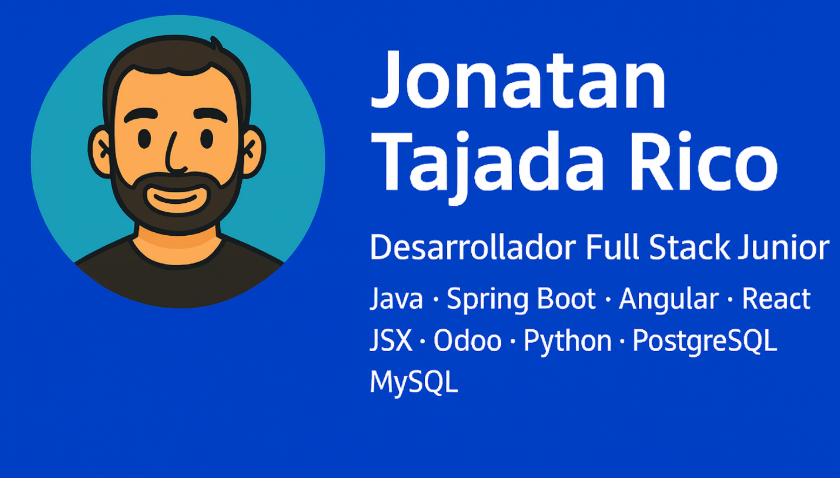 Jonatan
Tajada Rico
Desarrollador Full Stack Junior
Java · Spring Boot · Angular · React
JSX · Odoo · Python · PostgreSQL
MySQL